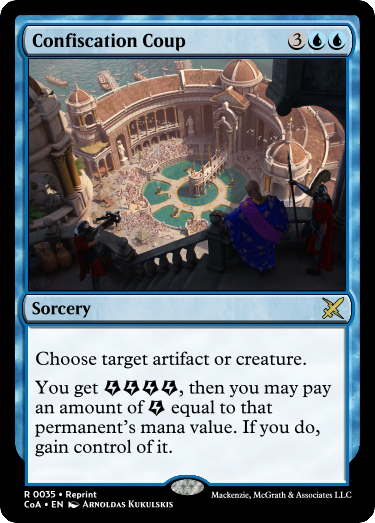 Confiscation Coup 3
Sorcery
Choose target artifact or creature.
You get , then you may pay
an amount of equal to that
permanent's mana value. If you do,
gain control of it.
R 0035 • Reprint
CoA • EN ARNOLDAS KUKULSKIS
Mackenzie, McGrath & Associates LLC